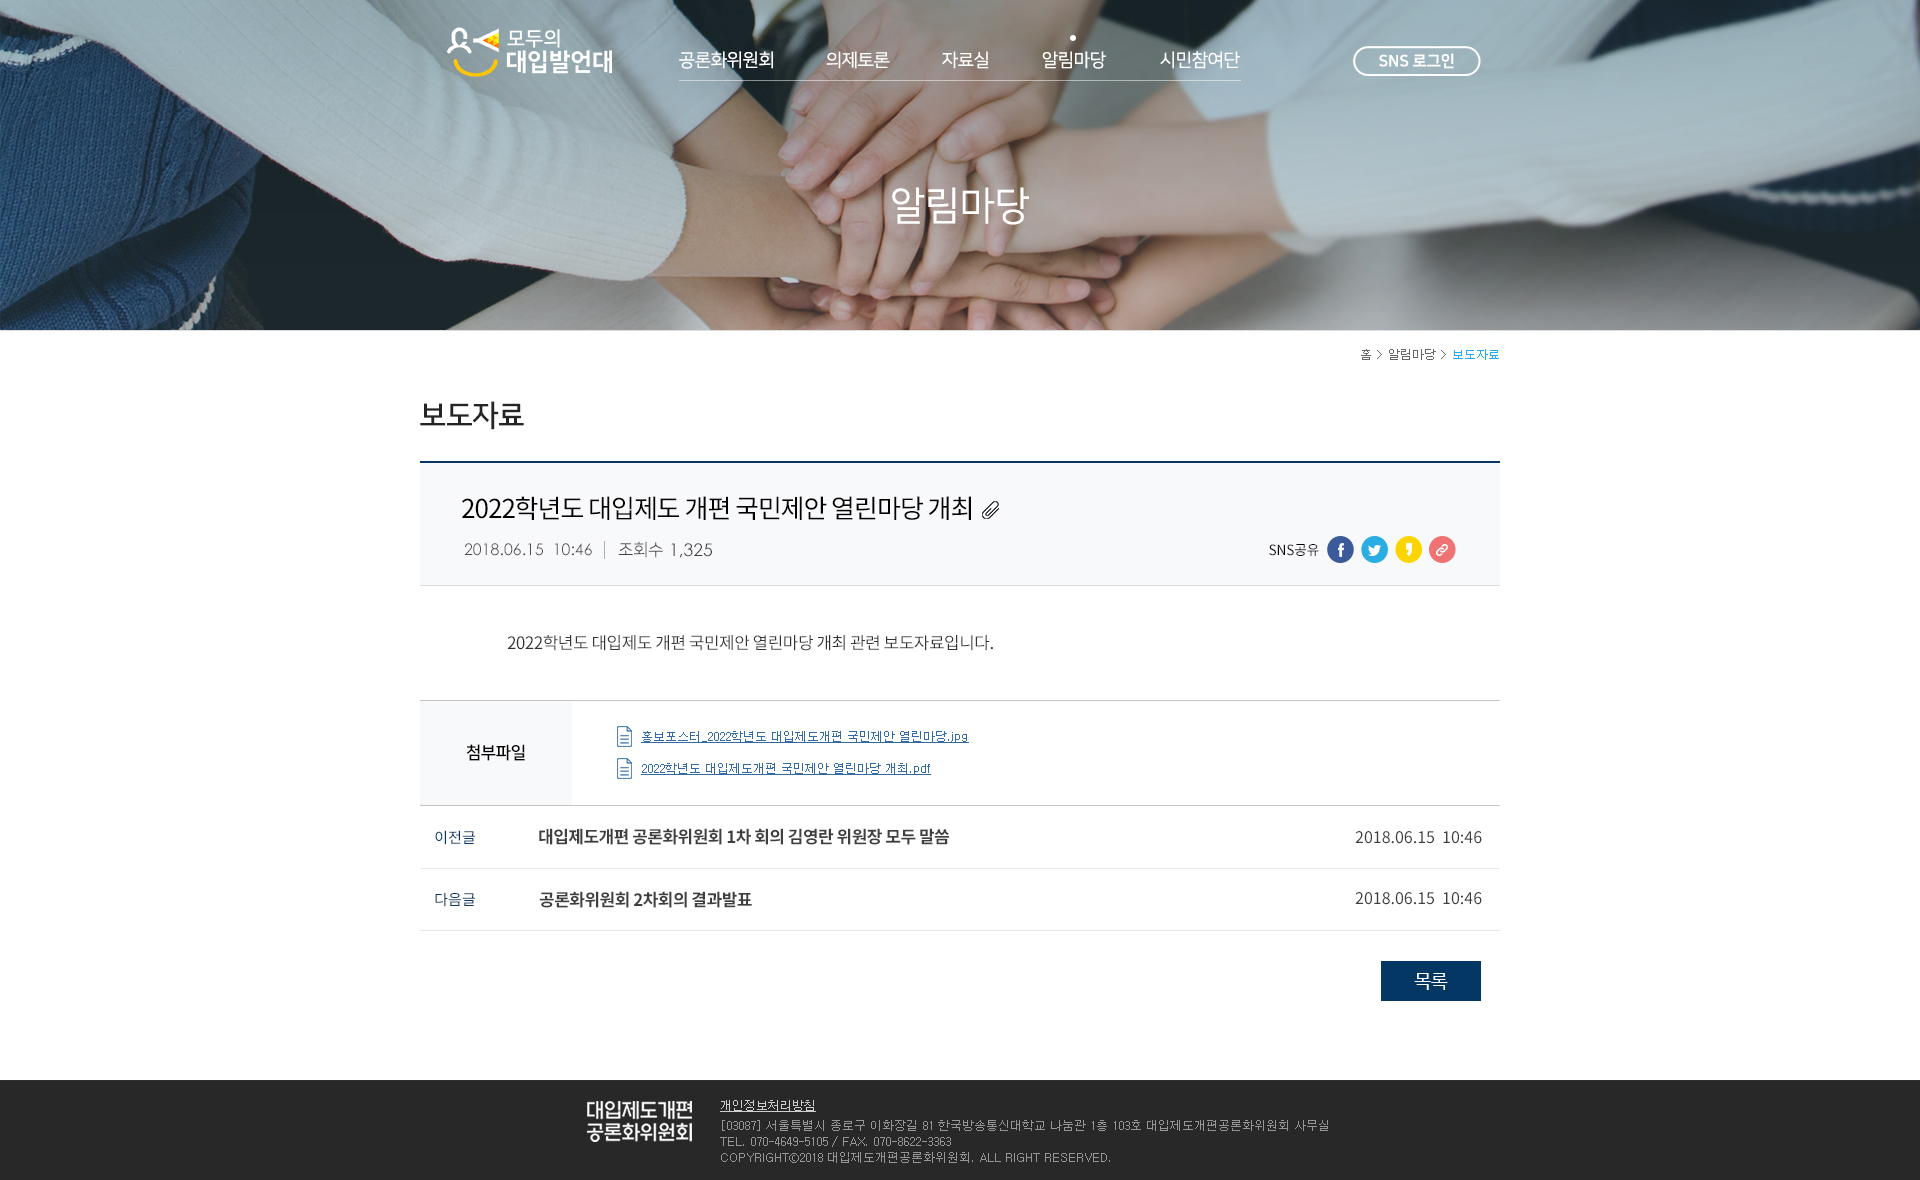 모두의
대입발언대
공론화위원회 의제토론 자료실 알림마당 시민참여단
SNS 로그인
알림마당
홈 > 알림마당 > 보도자료
보도자료
2022학년도 대입제도 개편 국민제안 열린마당 개최
2018.06.15 10:46 | 조회수 1,325
SNS공유
2022학년도 대입제도 개편 국민제안 열린마당 개최 관련 보도자료입니다.
첨부파일
홍보포스터_2022학년도 대입제도개편 국민제안 열린마당.jpg
2022학년도 대입제도개편 국민제안 열린마당 개최.pdf
이전글 대입제도개편 공론화위원회 1차 회의 김영란 위원장 모두 말씀 2018.06.15 10:46
다음글 공론화위원회 2차회의 결과발표 2018.06.15 10:46
목록
대입제도개편
공론화위원회
개인정보처리방침
[03087] 서울특별시 종로구 이화장길 81 한국방송통신대학교 나눔관 1층 103호 대입제도개편공론화위원회 사무실
TEL. 070-4649-5105 / FAX. 070-8622-3363
COPYRIGHT©2018 대입제도개편공론화위원회. ALL RIGHT RESERVED.